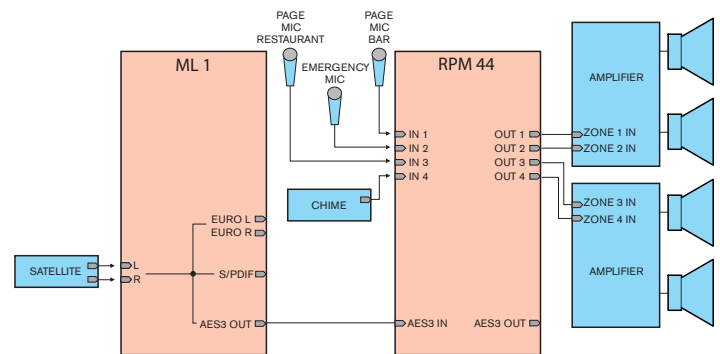 PAGE
MIC
RESTAURANT
PAGE
MIC
BAR
EMERGENCY
MIC
ML 1
RPM 44
AMPLIFIER
IN 1
IN 2
IN 3
IN 4
OUT 1
OUT 2
OUT 3
OUT 4
ZONE 1 IN
ZONE 2 IN
CHIME
ZONE 3 IN
ZONE 4 IN
AMPLIFIER
EURO L
EURO R
SATELLITE
L
R
S/PDIF
AES3 OUT
AES3 IN
AES3 OUT